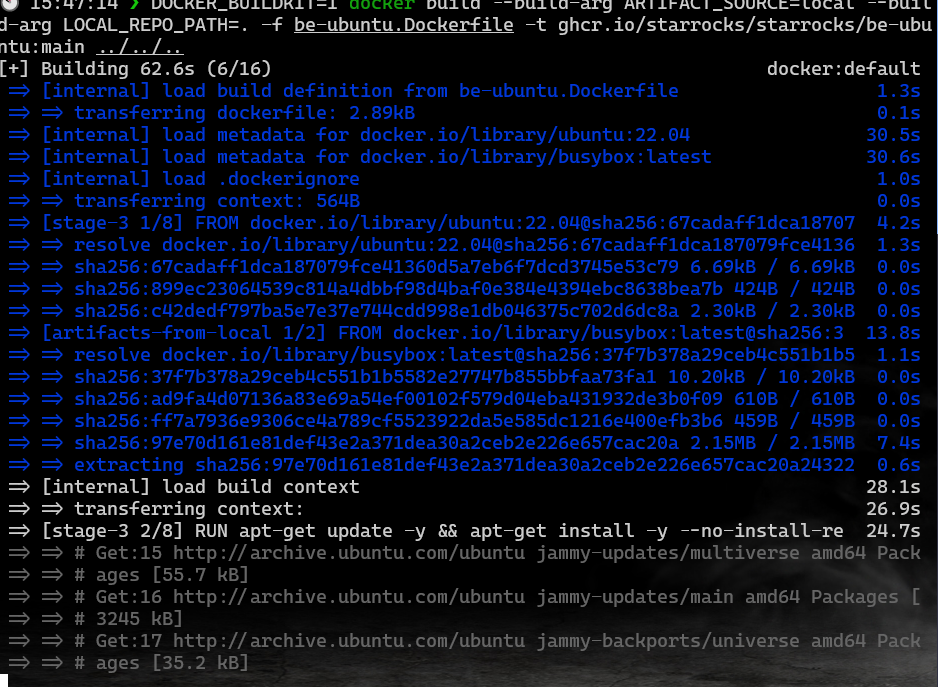 15:47:14 ❯ DOCKER_BUILDKIT=1 docker build --build-arg ARTIFACT_SOURCE=local --buil
d-arg LOCAL_REPO_PATH=. -f be-ubuntu.Dockerfile -t ghcr.io/starrocks/starrocks/be-ubu
ntu:main ../../..
[+] Building 62.6s (6/16) docker:default
=> [internal] load build definition from be-ubuntu.Dockerfile 1.3s
=> => transferring dockerfile: 2.89kB 0.1s
=> [internal] load metadata for docker.io/library/ubuntu:22.04 30.5s
=> [internal] load metadata for docker.io/library/busybox:latest 30.6s
=> [internal] load .dockerignore 1.0s
=> => transferring context: 564B 0.0s
=> [stage-3 1/8] FROM docker.io/library/ubuntu:22.04@sha256:67cadaff1dca18707 4.2s
=> => resolve docker.io/library/ubuntu:22.04@sha256:67cadaff1dca187079fce4136 1.3s
=> => sha256:67cadaff1dca187079fce41360d5a7eb6f7dcd3745e53c79 6.69kB / 6.69kB 0.0s
=> => sha256:899ec23064539c814a4dbbf98d4baf0e384e4394ebc8638bea7b 424B / 424B 0.0s
=> => sha256:c42dedf797ba5e7e37e744cdd998e1db046375c702d6dc8a 2.30kB / 2.30kB 0.0s
=> [artifacts-from-local 1/2] FROM docker.io/library/busybox:latest@sha256:3 13.8s
=> => resolve docker.io/library/busybox:latest@sha256:37f7b378a29ceb4c551b1b5 1.1s
=> => sha256:37f7b378a29ceb4c551b1b5582e27747b855bbfaa73fa1 10.20kB / 10.20kB 0.0s
=> => sha256:ad9fa4d07136a83e69a54ef00102f579d04eba431932de3b0f09 610B / 610B 0.0s
=> => sha256:ff7a7936e9306ce4a789cf5523922da5e585dc1216e400efb3b6 459B / 459B 0.0s
=> => sha256:97e70d161e81def43e2a371dea30a2ceb2e226e657cac20a 2.15MB / 2.15MB 7.4s
=> => extracting sha256:97e70d161e81def43e2a371dea30a2ceb2e226e657cac20a24322 0.6s
=> [internal] load build context 28.1s
=> => transferring context: 26.9s
=> [stage-3 2/8] RUN apt-get update -y && apt-get install -y --no-install-re 24.7s
=> => # Get:15 http://archive.ubuntu.com/ubuntu jammy-updates/multiverse amd64 Pack
=> => # ages [55.7 kB]
=> => # Get:16 http://archive.ubuntu.com/ubuntu jammy-updates/main amd64 Packages [
=> => # 3245 kB]
=> => # Get:17 http://archive.ubuntu.com/ubuntu jammy-backports/universe amd64 Pack
=> => # ages [35.2 kB]